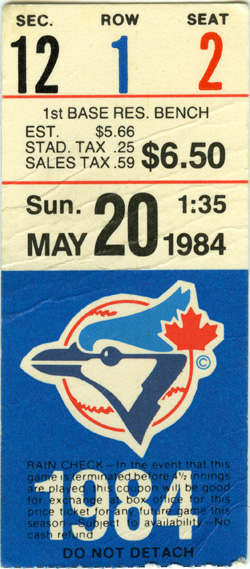 SEC. ROW SEAT
12 1 2
1st BASE RES. BENCH
EST. $5.66
STAD. TAX .25
SALES TAX .59 $6.50
Sun. 20 1:35
MAY 1984
©
RAIN CHECK - In the event that this
game is terminated before 4½ innings
are played this coupon will be good
for exchange at office for this
price ticket for any future game this
season - Subject to availability - No
cash refund
1984
DO NOT DETACH